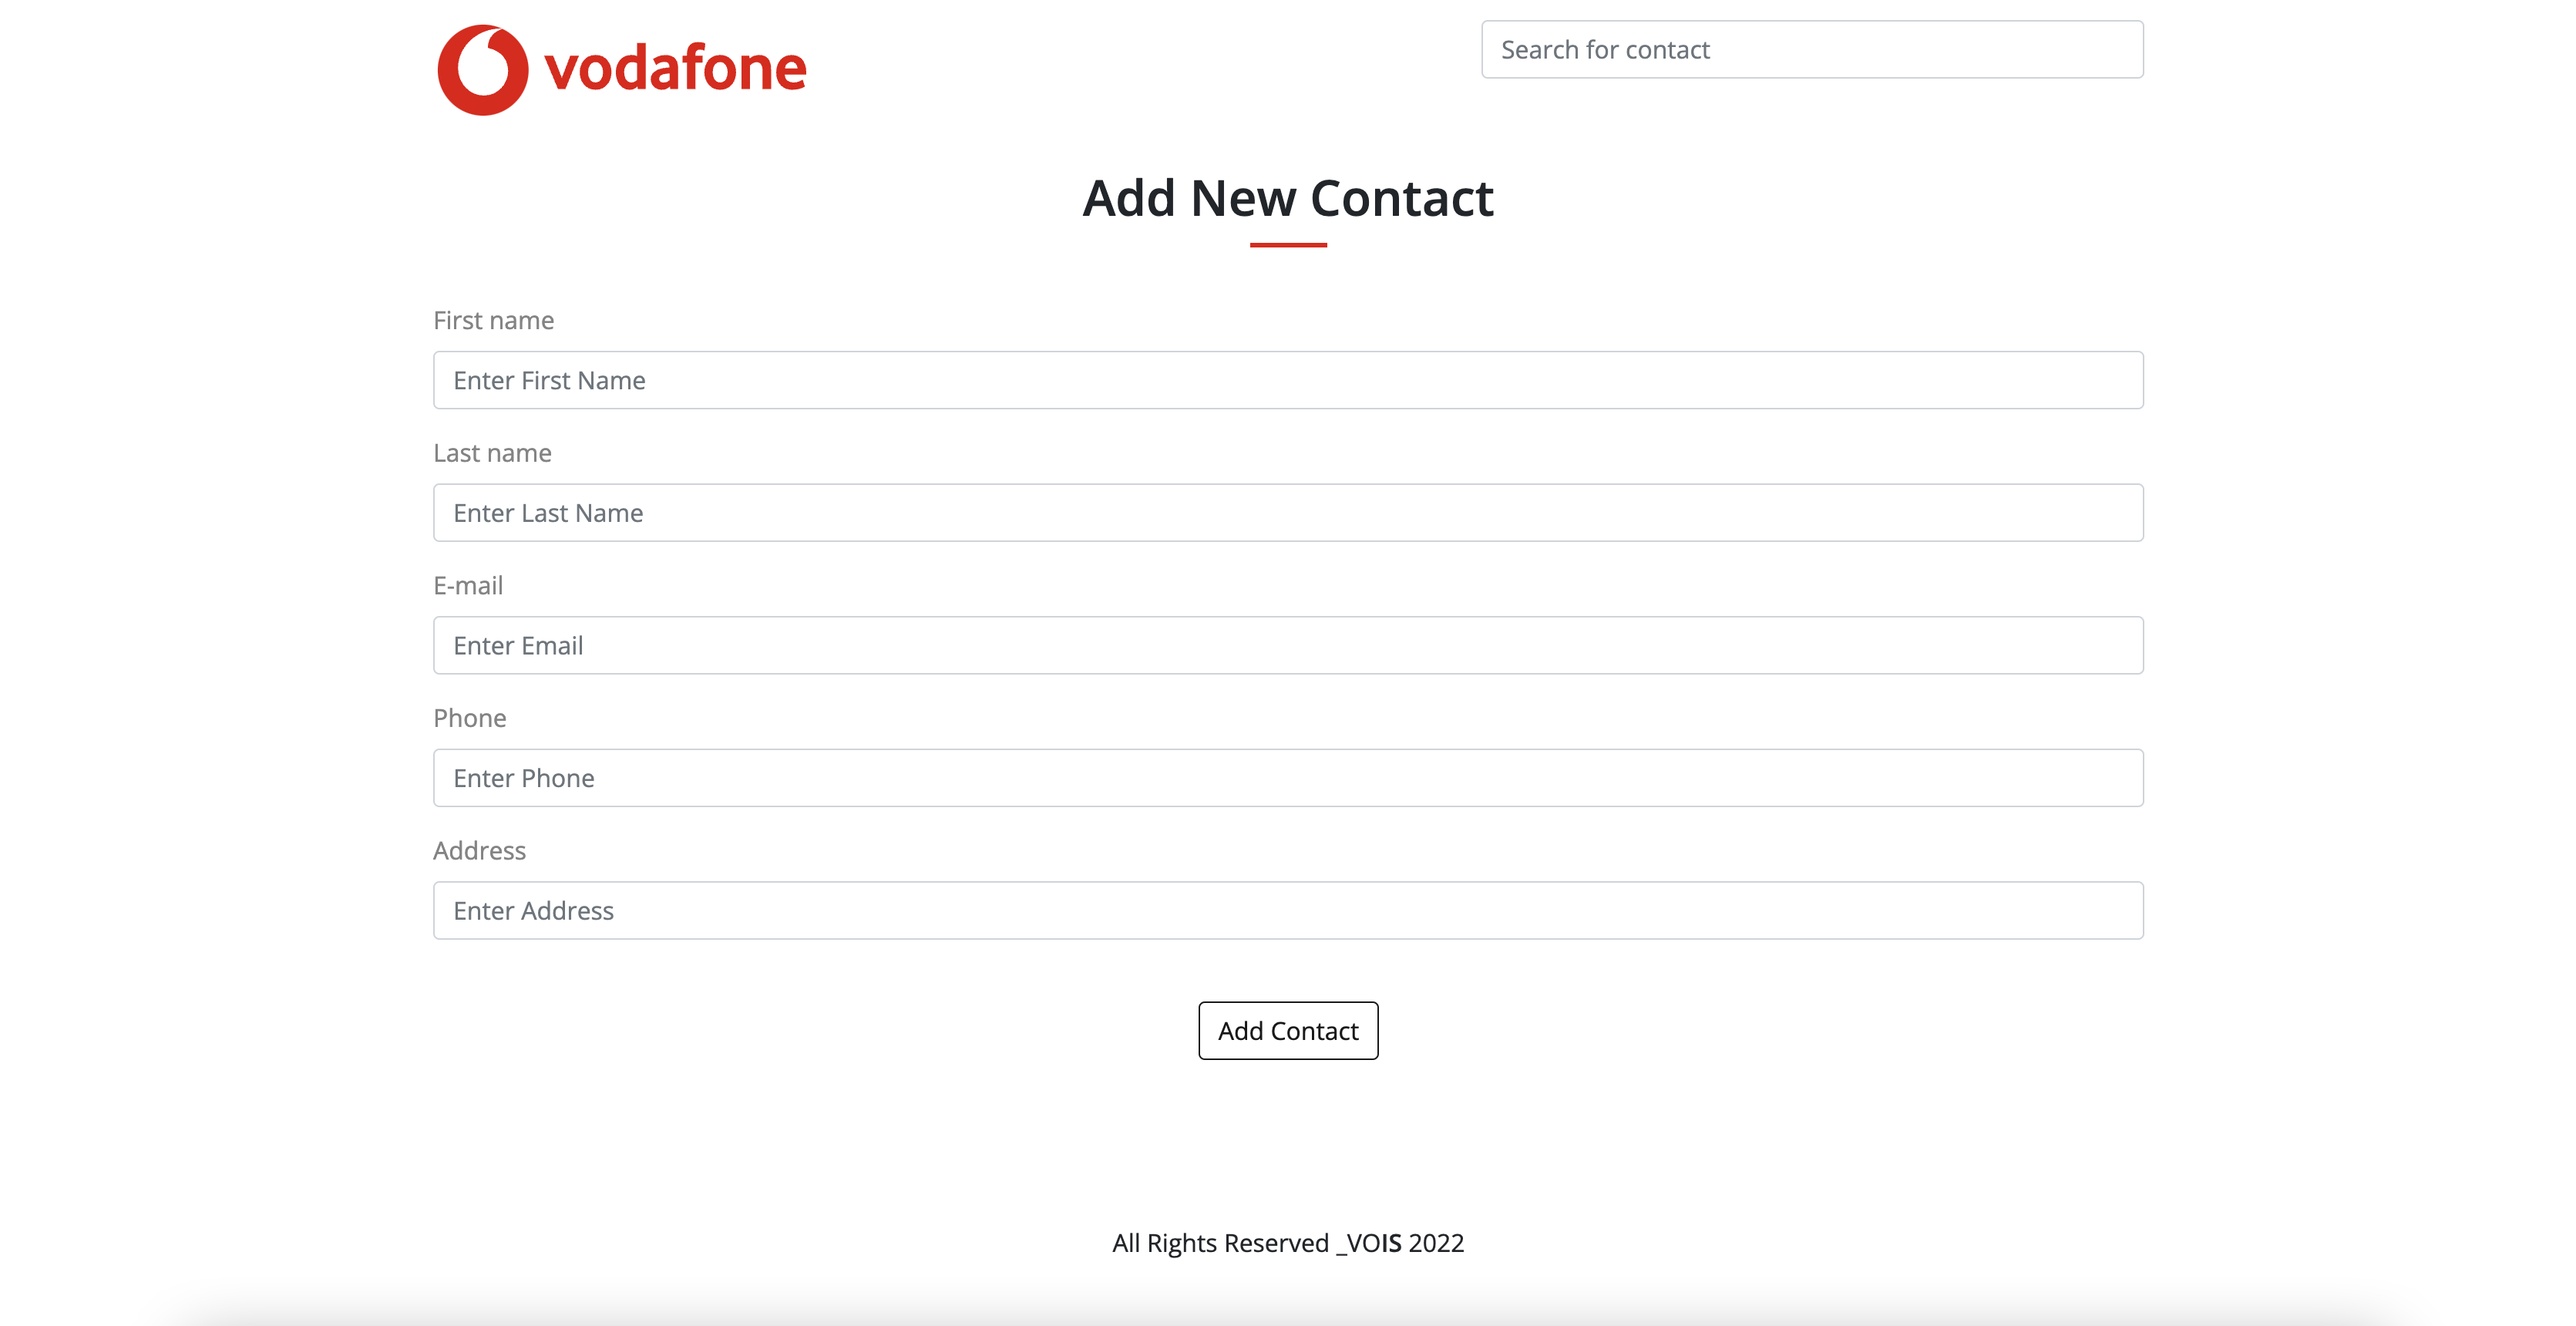 vodafone
Search for contact
Add New Contact
First name
Enter First Name
Last name
Enter Last Name
E-mail
Enter Email
Phone
Enter Phone
Address
Enter Address
Add Contact
All Rights Reserved _VOIS 2022